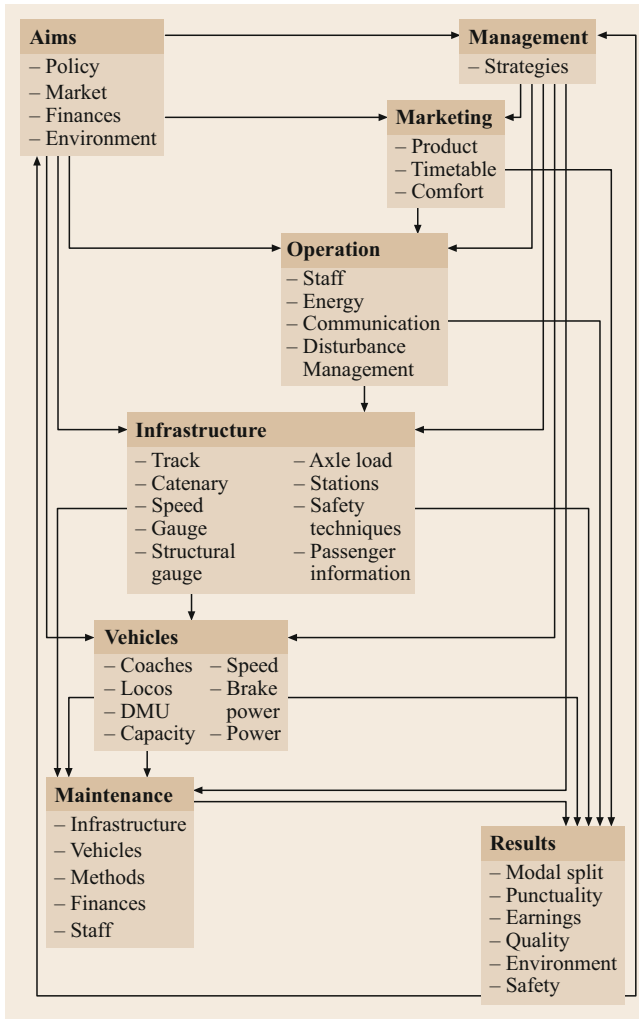 Aims
– Policy
– Market
– Finances
– Environment
Management
– Strategies
Marketing
– Product
– Timetable
– Comfort
Operation
– Staff
– Energy
– Communication
– Disturbance
Management
Infrastructure
– Track
– Catenary
– Speed
– Gauge
– Structural
gauge
– Axle load
– Stations
– Safety
techniques
– Passenger
information
Vehicles
– Coaches
– Locos
– DMU
– Capacity
– Speed
– Brake
power
– Power
Maintenance
– Infrastructure
– Vehicles
– Methods
– Finances
– Staff
Results
– Modal split
– Punctuality
– Earnings
– Quality
– Environment
– Safety